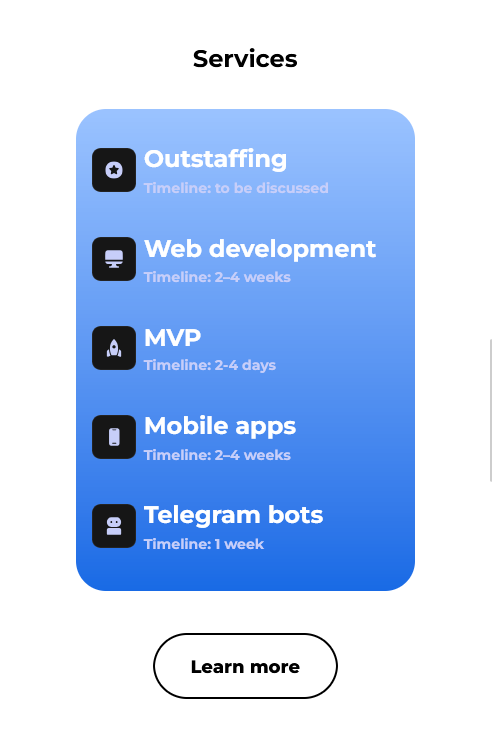 Services
Outstaffing
Timeline: to be discussed
Web development
Timeline: 2–4 weeks
MVP
Timeline: 2-4 days
Mobile apps
Timeline: 2–4 weeks
Telegram bots
Timeline: 1 week
Learn more